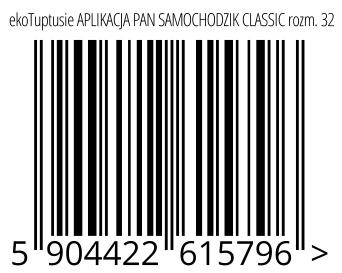 ekoTuptusie APLIKACJA PAN SAMOCHODZIK CLASSIC rozm. 32
5 904422 615796 >